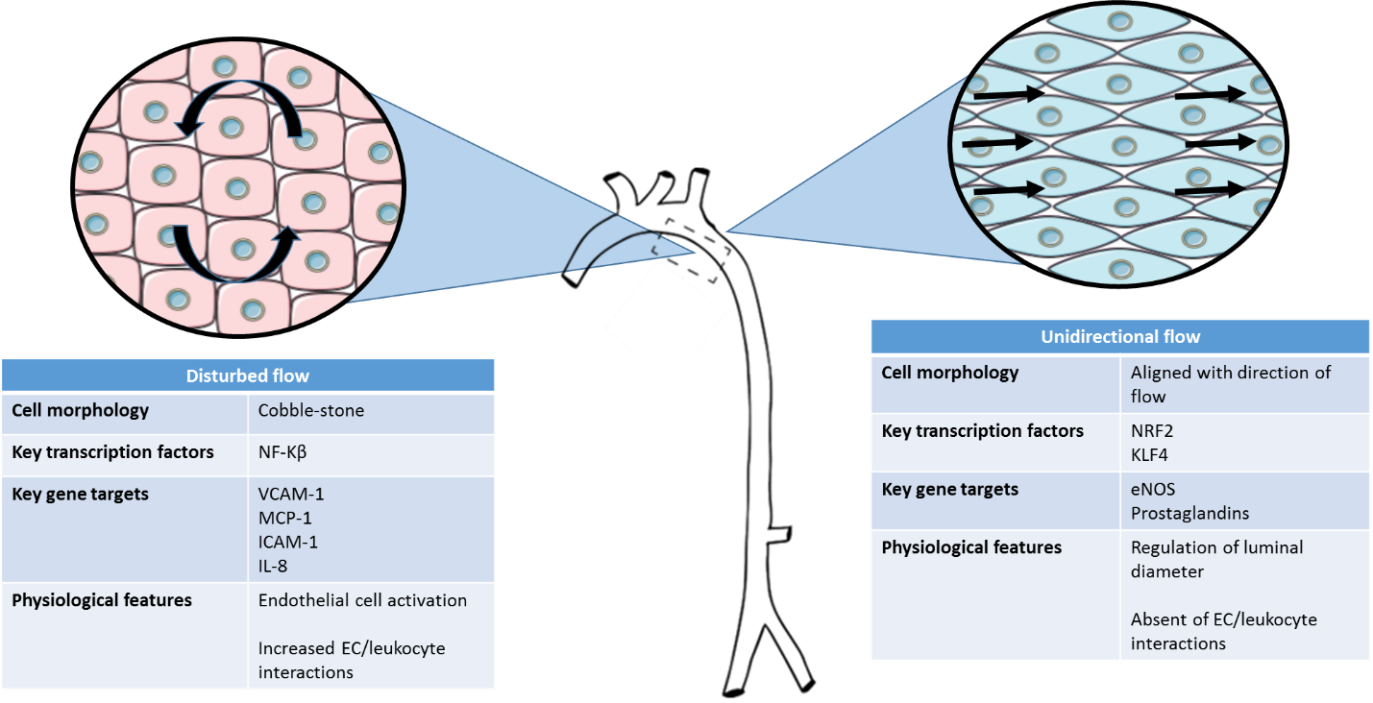 Disturbed flow
Cell morphology
Cobble-stone
Key transcription factors
NF-Kβ
Key gene targets
VCAM-1
MCP-1
ICAM-1
IL-8
Physiological features
Endothelial cell activation
Increased EC/leukocyte
interactions
Unidirectional flow
Cell morphology
Aligned with direction of
flow
Key transcription factors
NRF2
KLF4
Key gene targets
eNOS
Prostaglandins
Physiological features
Regulation of luminal
diameter
Absent of EC/leukocyte
interactions